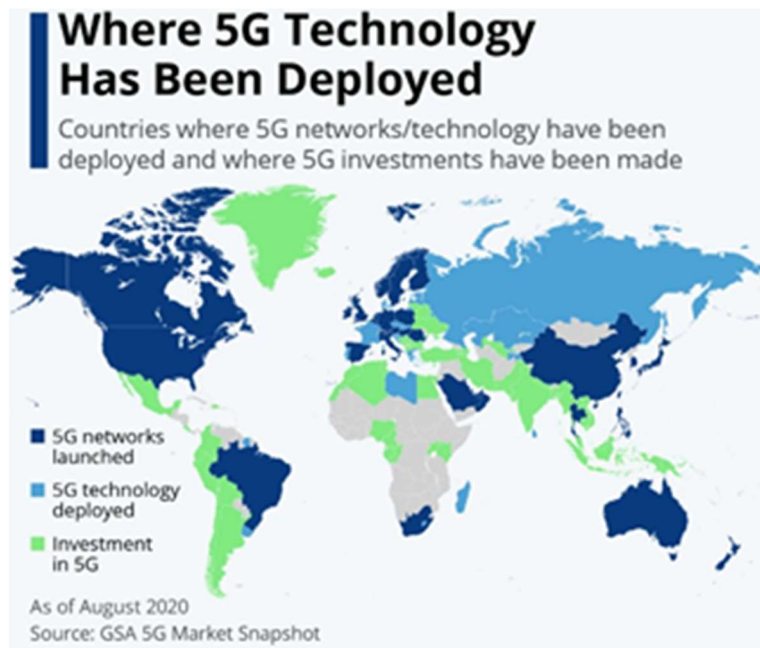 Where 5G Technology
Has Been Deployed
Countries where 5G networks/technology have been
deployed and where 5G investments have been made
5G networks
launched
5G technology
deployed
Investment
in 5G
As of August 2020
Source: GSA 5G Market Snapshot